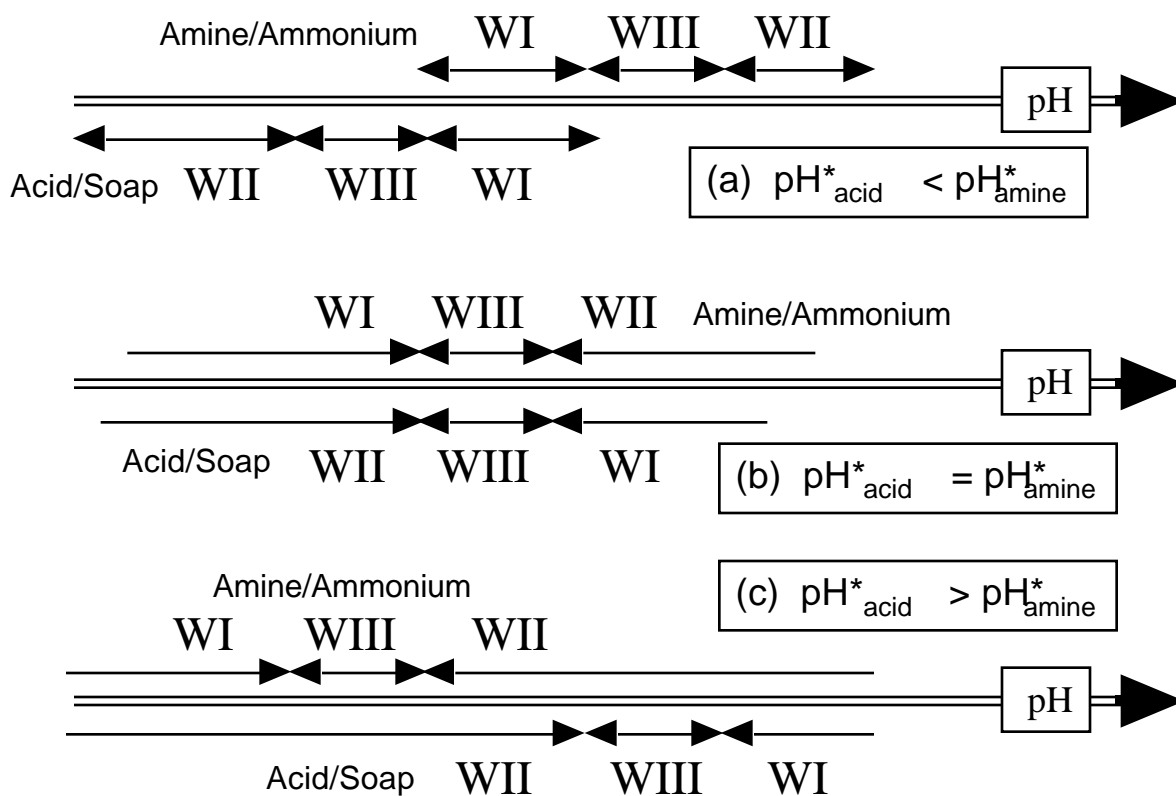 Amine/Ammonium WI WIII WII
pH
Acid/Soap WII WIII WI
(a) pH*acid < pH*amine
WI WIII WII Amine/Ammonium
pH
Acid/Soap WII WIII WI
(b) pH*acid = pH*amine
(c) pH*acid > pH*amine
Amine/Ammonium
WI WIII WII
pH
Acid/Soap WII WIII WI